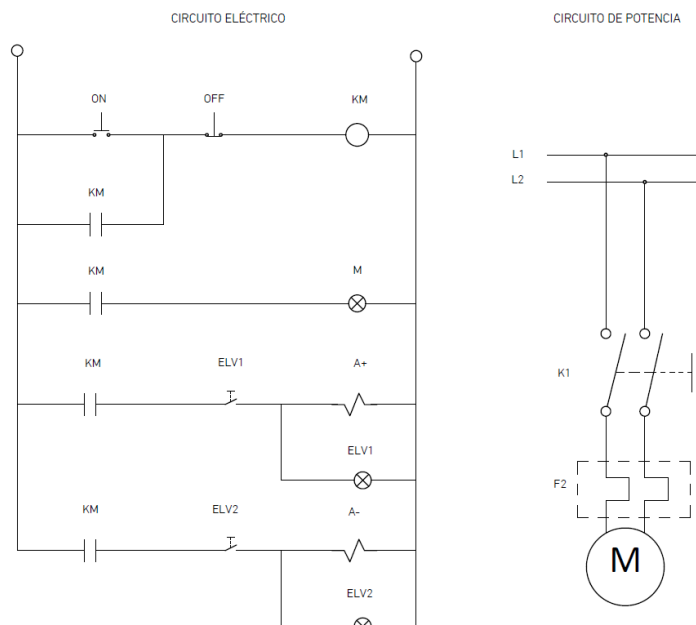 CIRCUITO ELÉCTRICO
ON
OFF
KM
KM
KM
M
KM
ELV1
A+
ELV1
KM
ELV2
A-
ELV2
CIRCUITO DE POTENCIA
L1
L2
K1
F2
M